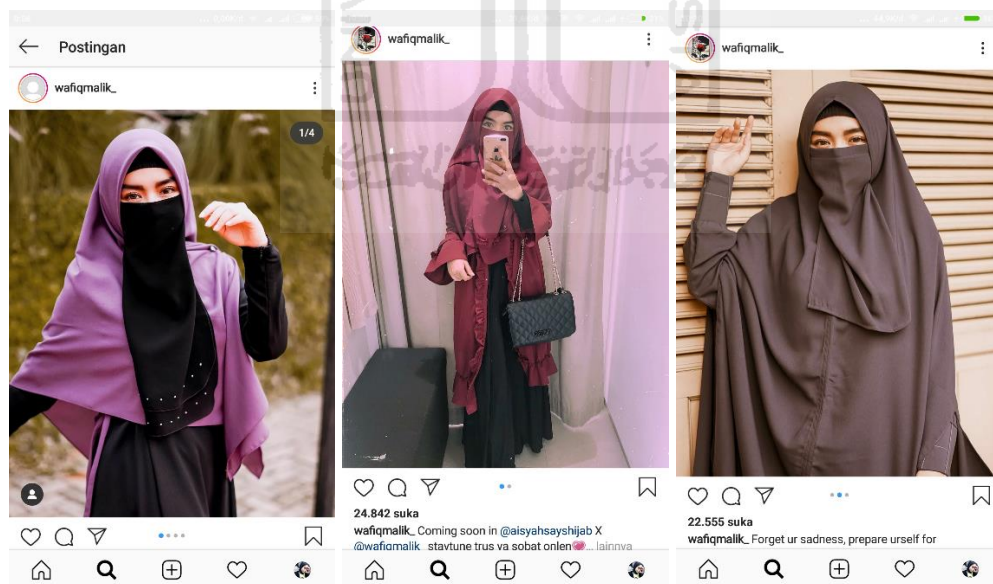 Postingan
wafiqmalik_
1/4
wafiqmalik_
24.842 suka
wafiqmalik_ Coming soon in @aisyahsayshijab X
@wafiqmalik_ staytune trus ya sobat onlen💗... lainnya
wafiqmalik_
22.555 suka
wafiqmalik_ Forget ur sadness, prepare urself for